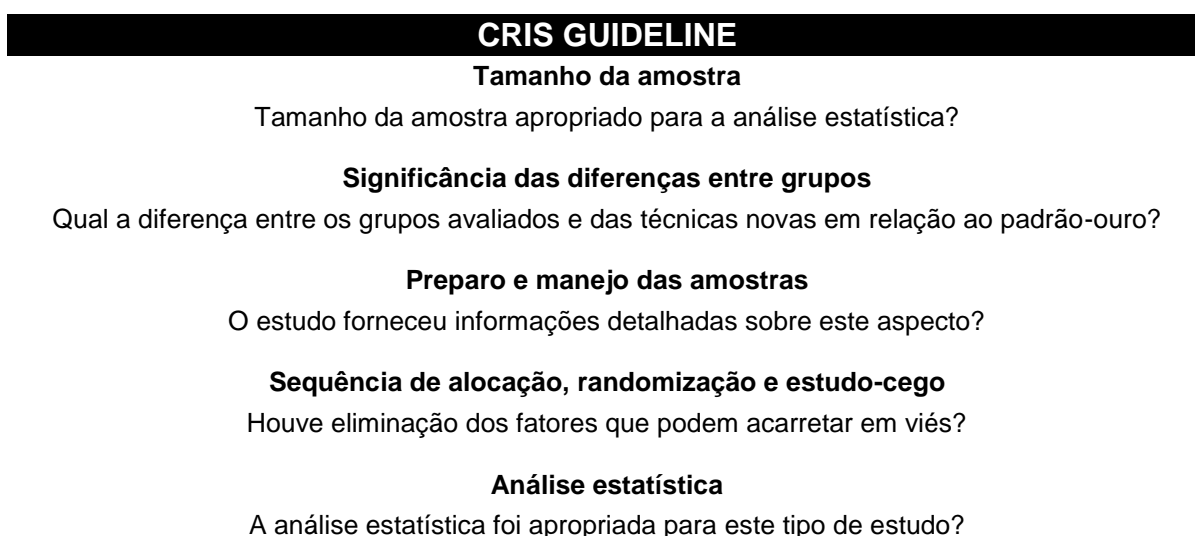 CRIS GUIDELINE
Tamanho da amostra
Tamanho da amostra apropriado para a análise estatística?
Significância das diferenças entre grupos
Qual a diferença entre os grupos avaliados e das técnicas novas em relação ao padrão-ouro?
Preparo e manejo das amostras
O estudo forneceu informações detalhadas sobre este aspecto?
Sequência de alocação, randomização e estudo-cego
Houve eliminação dos fatores que podem acarretar em viés?
Análise estatística
A análise estatística foi apropriada para este tipo de estudo?